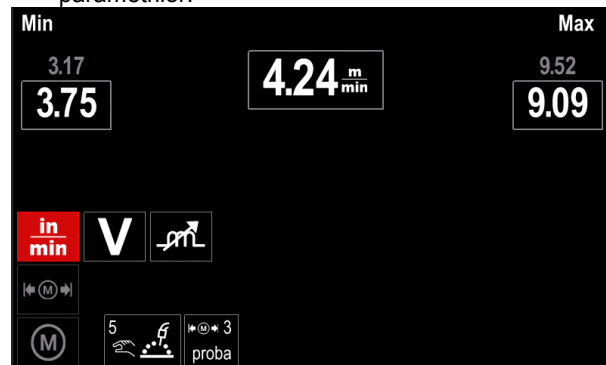 Min Max
3.17 9.52
3.75 4.24 m/min 9.09
in/min V
M
M 5 M 3
proba